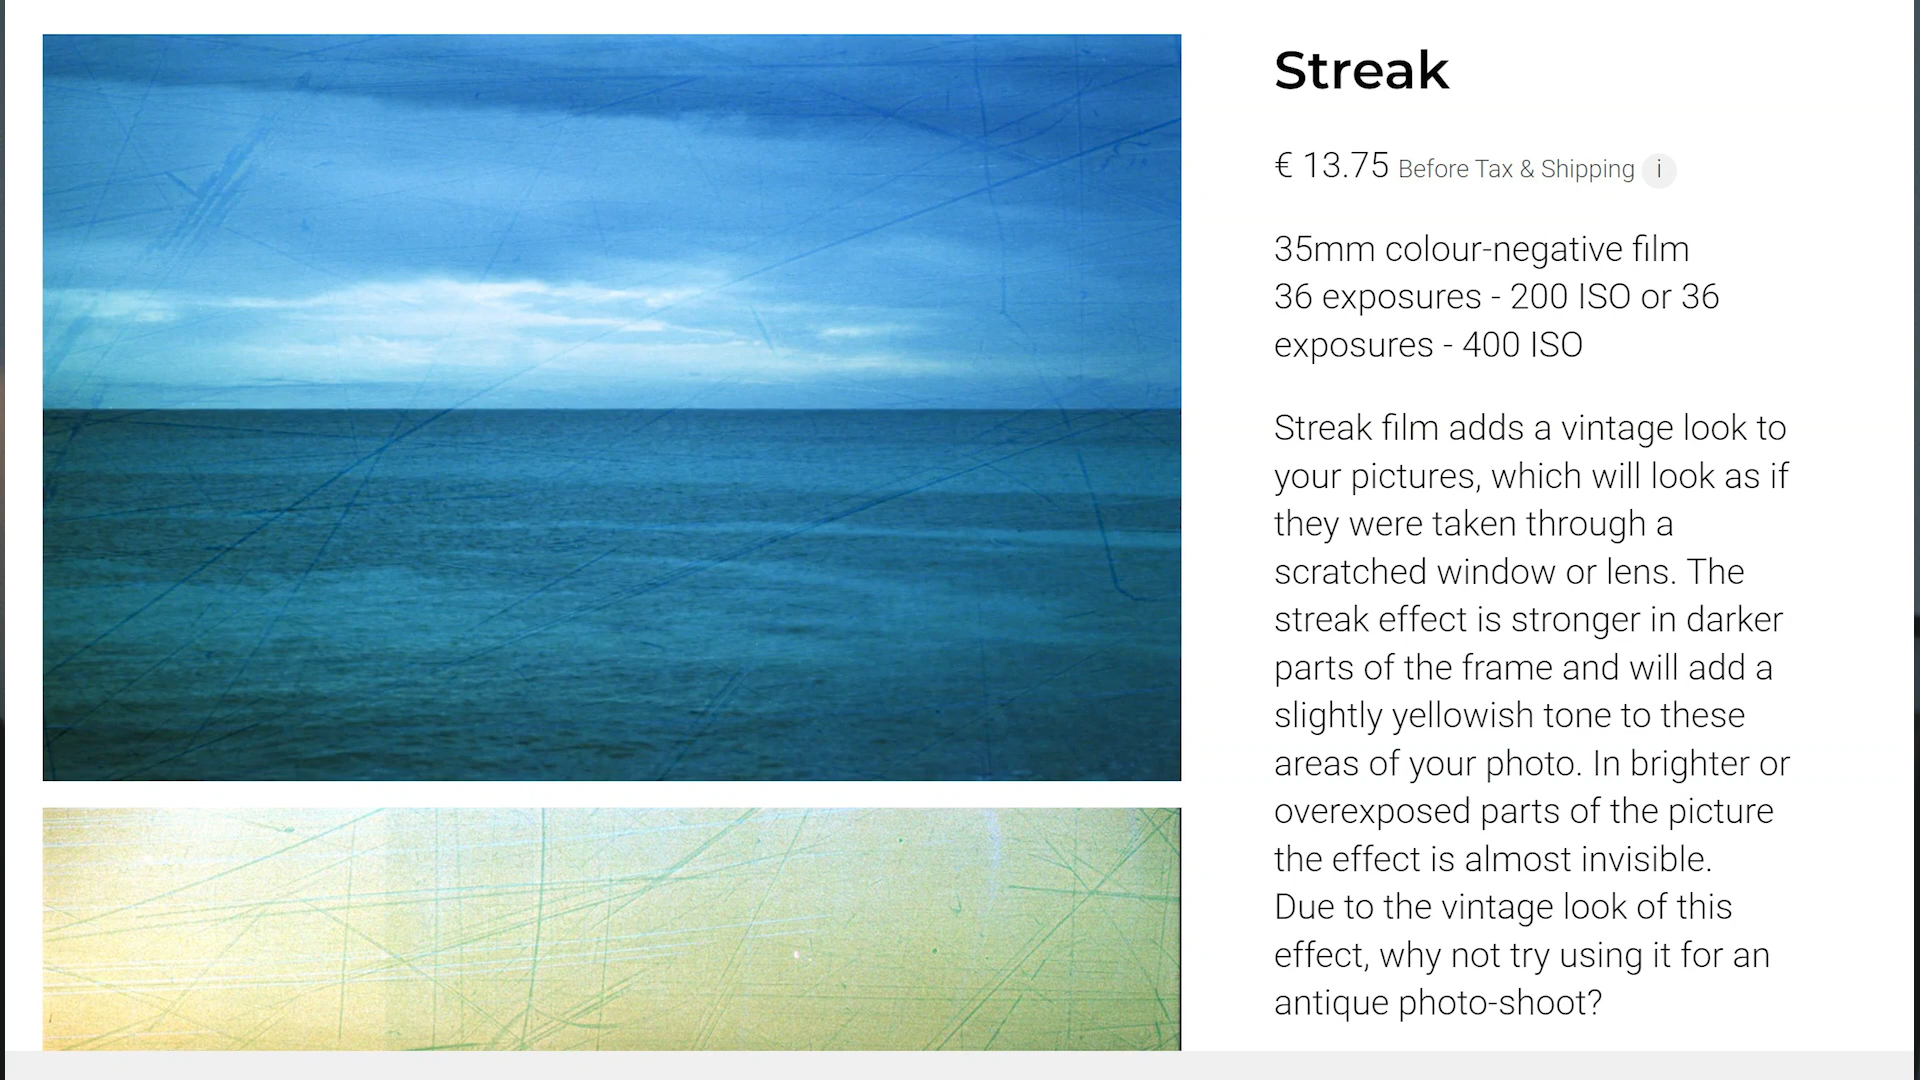 Streak
€ 13.75 Before Tax & Shipping i
35mm colour-negative film
36 exposures - 200 ISO or 36
exposures - 400 ISO
Streak film adds a vintage look to
your pictures, which will look as if
they were taken through a
scratched window or lens. The
streak effect is stronger in darker
parts of the frame and will add a
slightly yellowish tone to these
areas of your photo. In brighter or
overexposed parts of the picture
the effect is almost invisible.
Due to the vintage look of this
effect, why not try using it for an
antique photo-shoot?